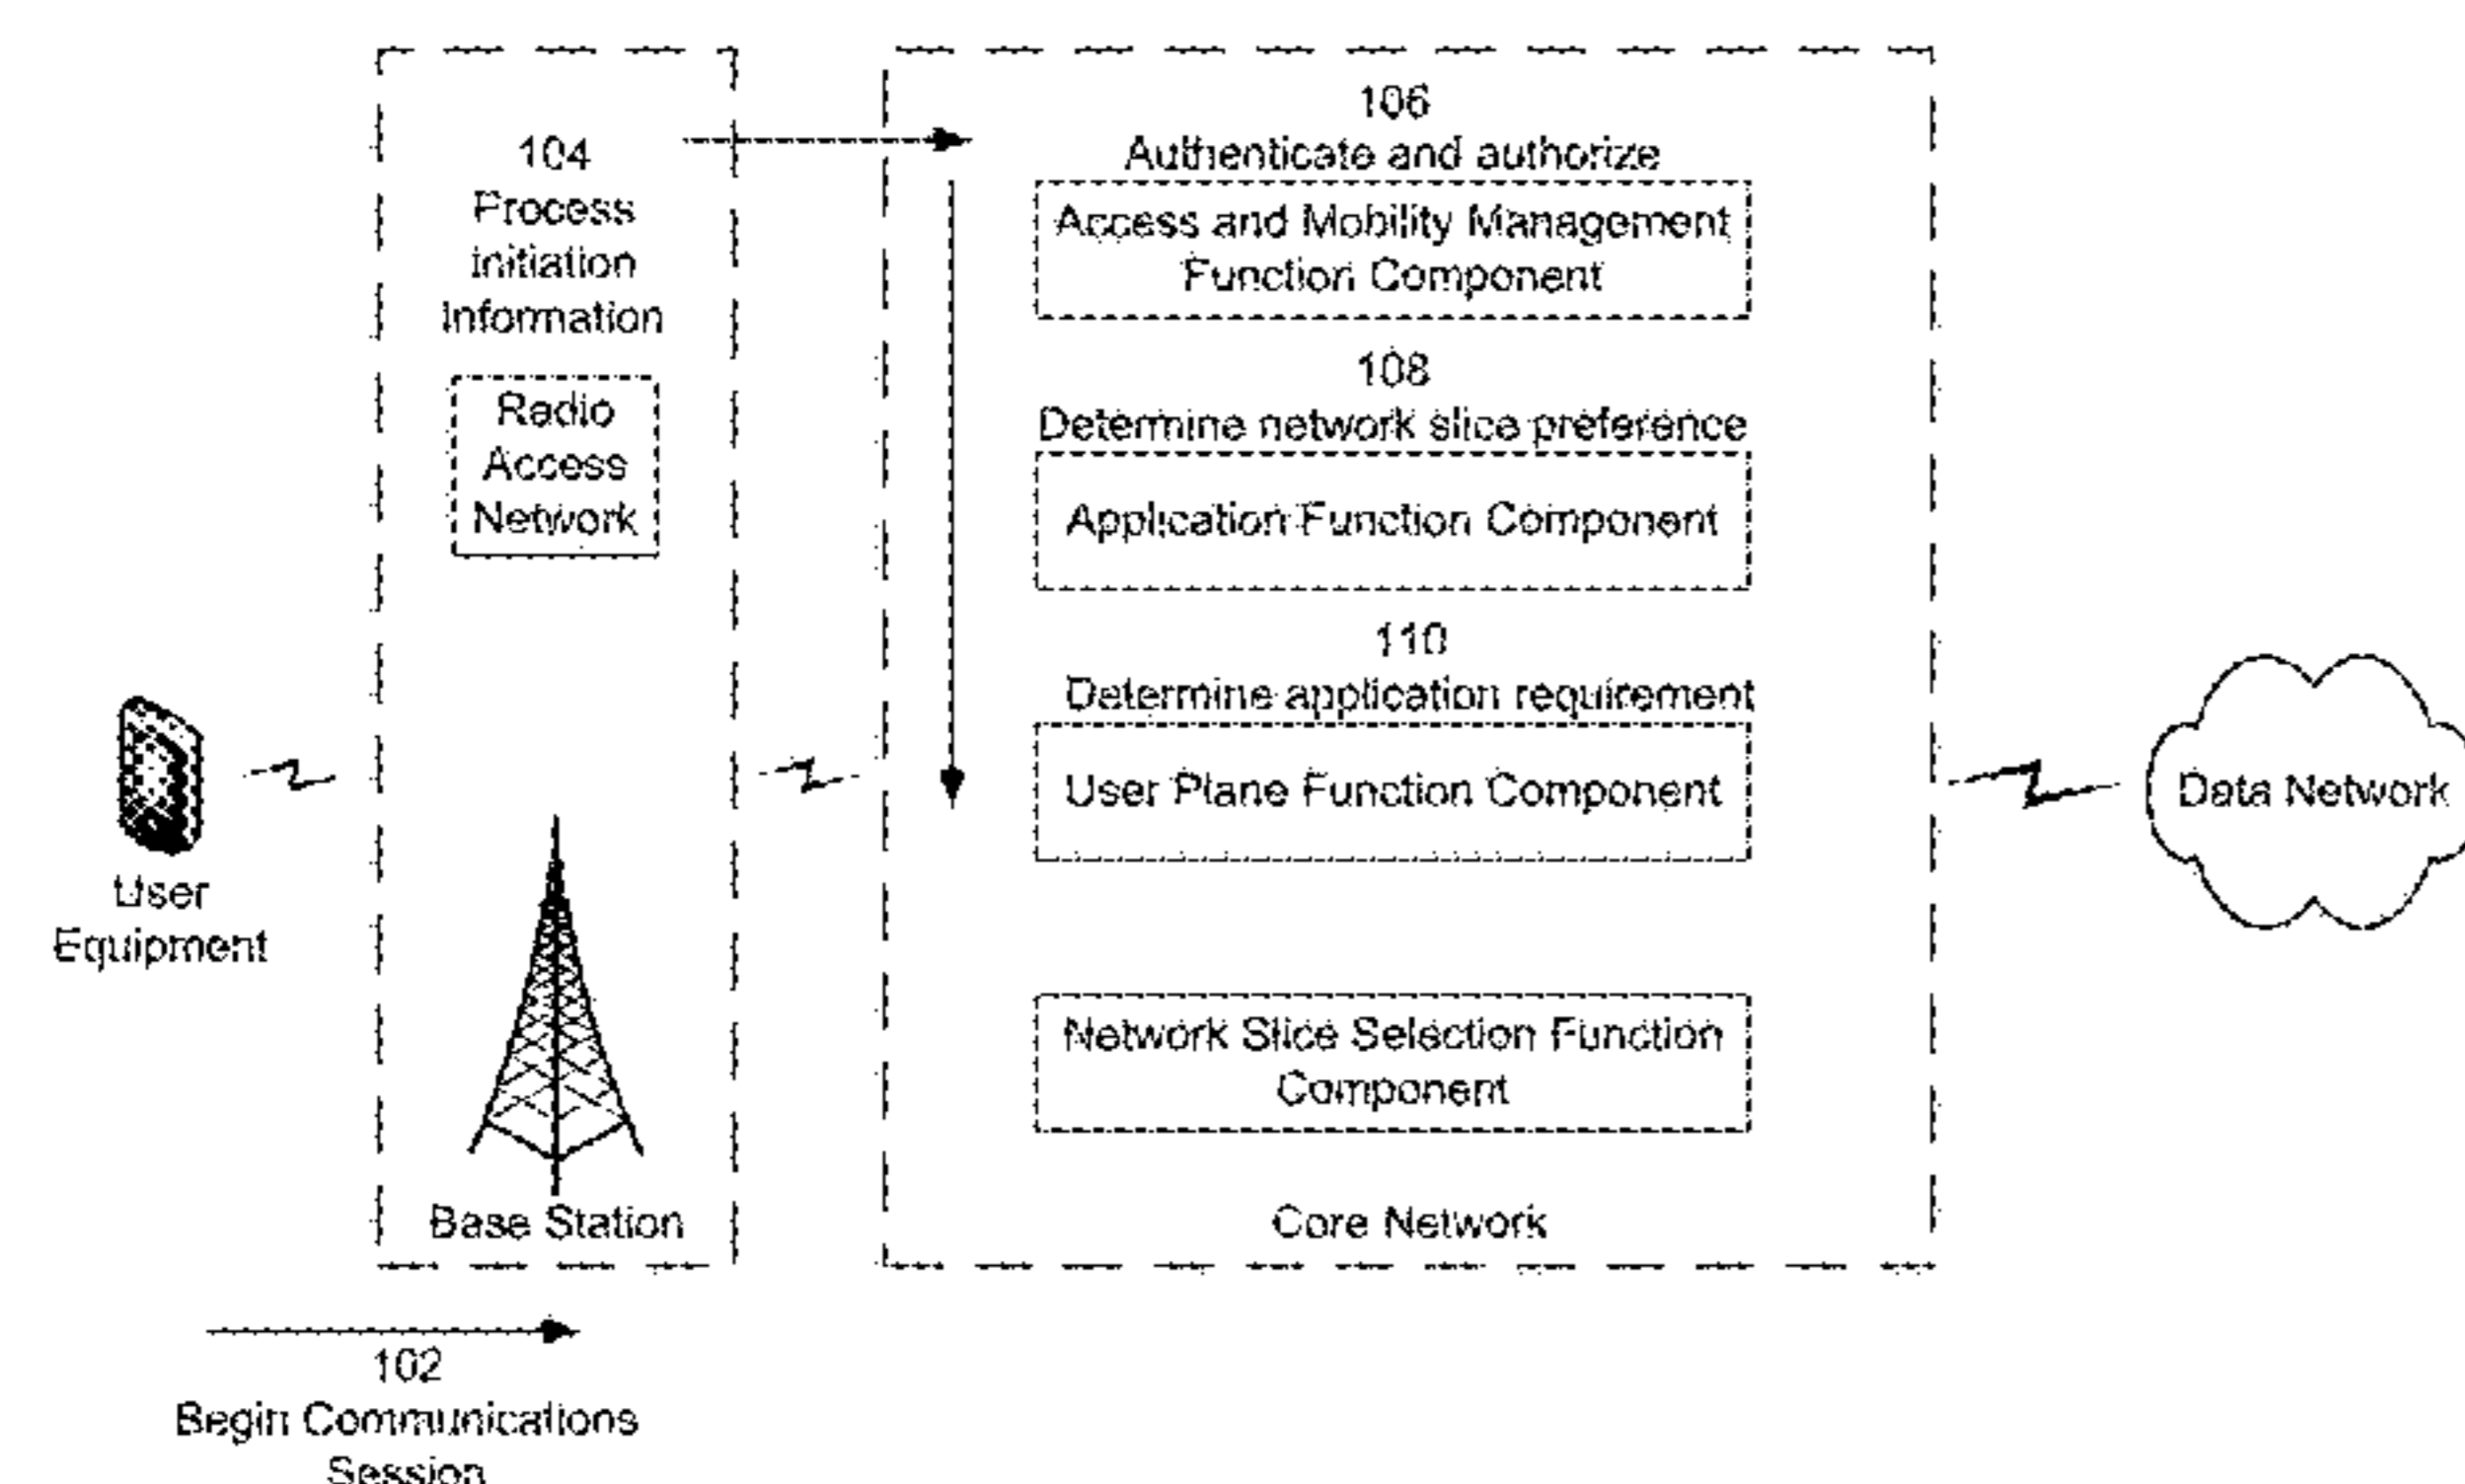 104
Process
Initiation
Information
Radio
Access
Network
106
Authenticate and authorize
Access and Mobility Management
Function Component
108
Determine network slice preference
Application Function Component
110
Determine application requirement
User Plane Function Component
Network Slice Selection Function
Component
Core Network
User
Equipment
Base Station
Data Network
102
Begin Communications
Session